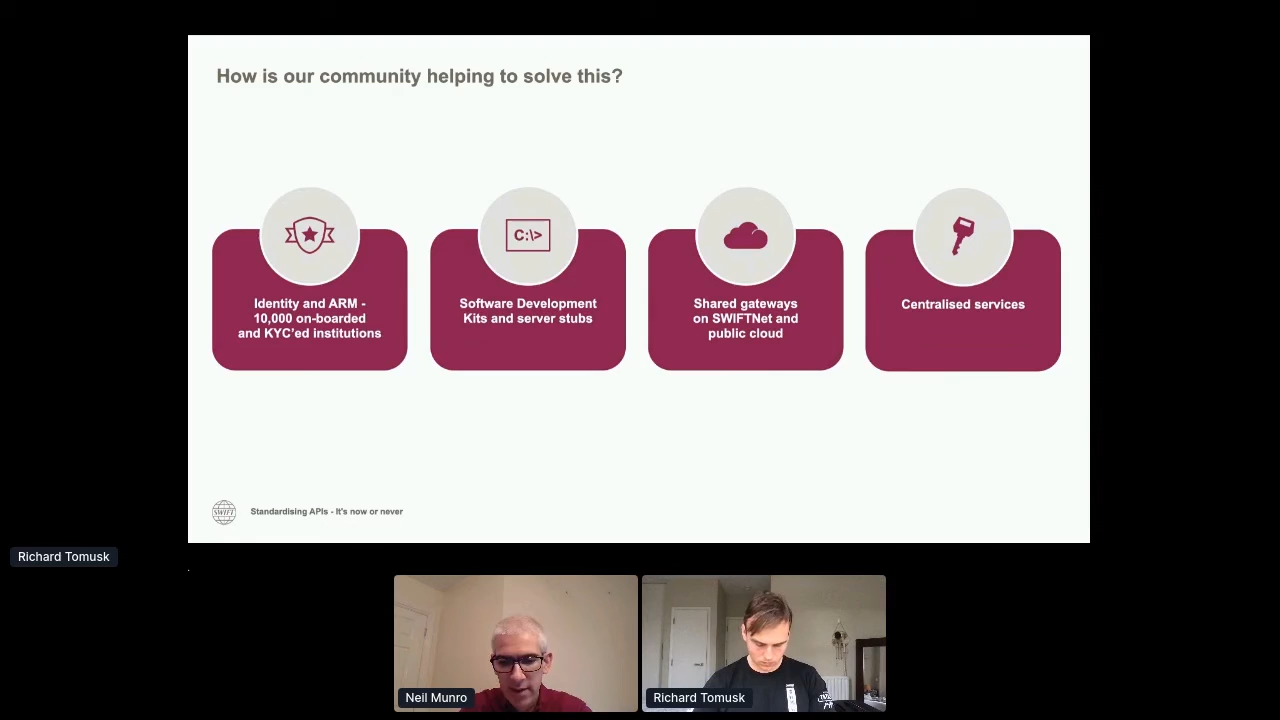 How is our community helping to solve this?
C:\>
Identity and ARM -
10,000 on-boarded
and KYC'ed institutions
Software Development
Kits and server stubs
Shared gateways
on SWIFTNet and
public cloud
Centralised services
SWIFT
Standardising APIs - It's now or never
Richard Tomusk
Neil Munro
Richard Tomusk